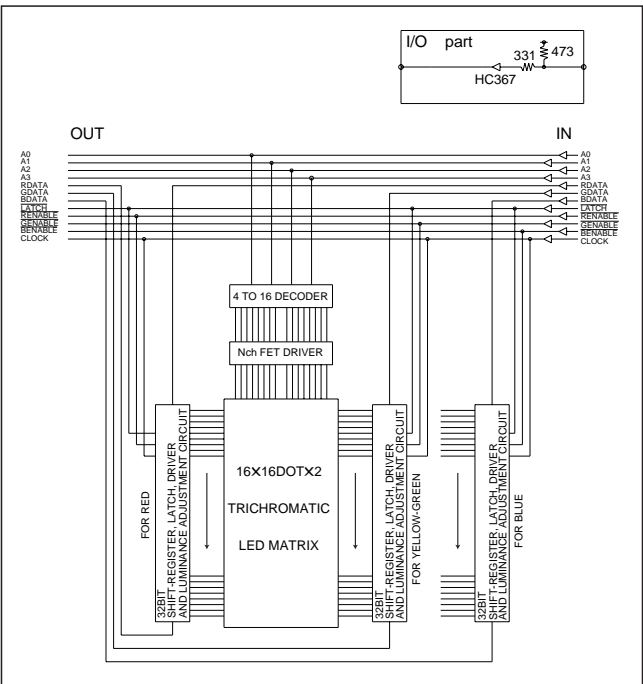 I/O part
331
473
HC367
OUT
IN
A0
A1
A2
A3
RDATA
GDATA
BDATA
LATCH
RENABLE
GENABLE
BENABLE
CLOCK
A0
A1
A2
A3
RDATA
GDATA
BDATA
LATCH
RENABLE
GENABLE
BENABLE
CLOCK
4 TO 16 DECODER
Nch FET DRIVER
FOR RED
32BIT
SHIFT-REGISTER, LATCH, DRIVER
AND LUMINANCE ADJUSTMENT CIRCUIT
16X16DOTX2
TRICHROMATIC
LED MATRIX
32BIT
SHIFT-REGISTER, LATCH, DRIVER
AND LUMINANCE ADJUSTMENT CIRCUIT
FOR YELLOW-GREEN
32BIT
SHIFT-REGISTER, LATCH, DRIVER
AND LUMINANCE ADJUSTMENT CIRCUIT
FOR BLUE